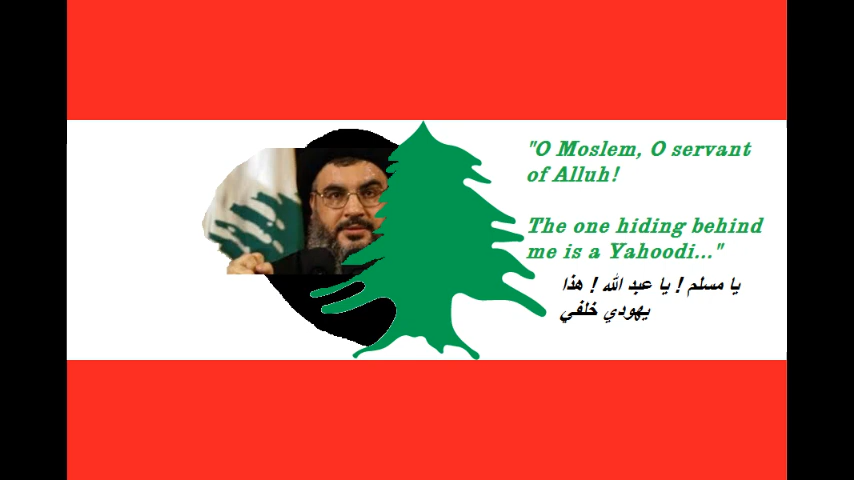 "O Moslem, O servant
of Alluh!
The one hiding behind
me is a Yahoodi..."
يا مسلم ! يا عبد الله ! هذا
يهودي خلفي